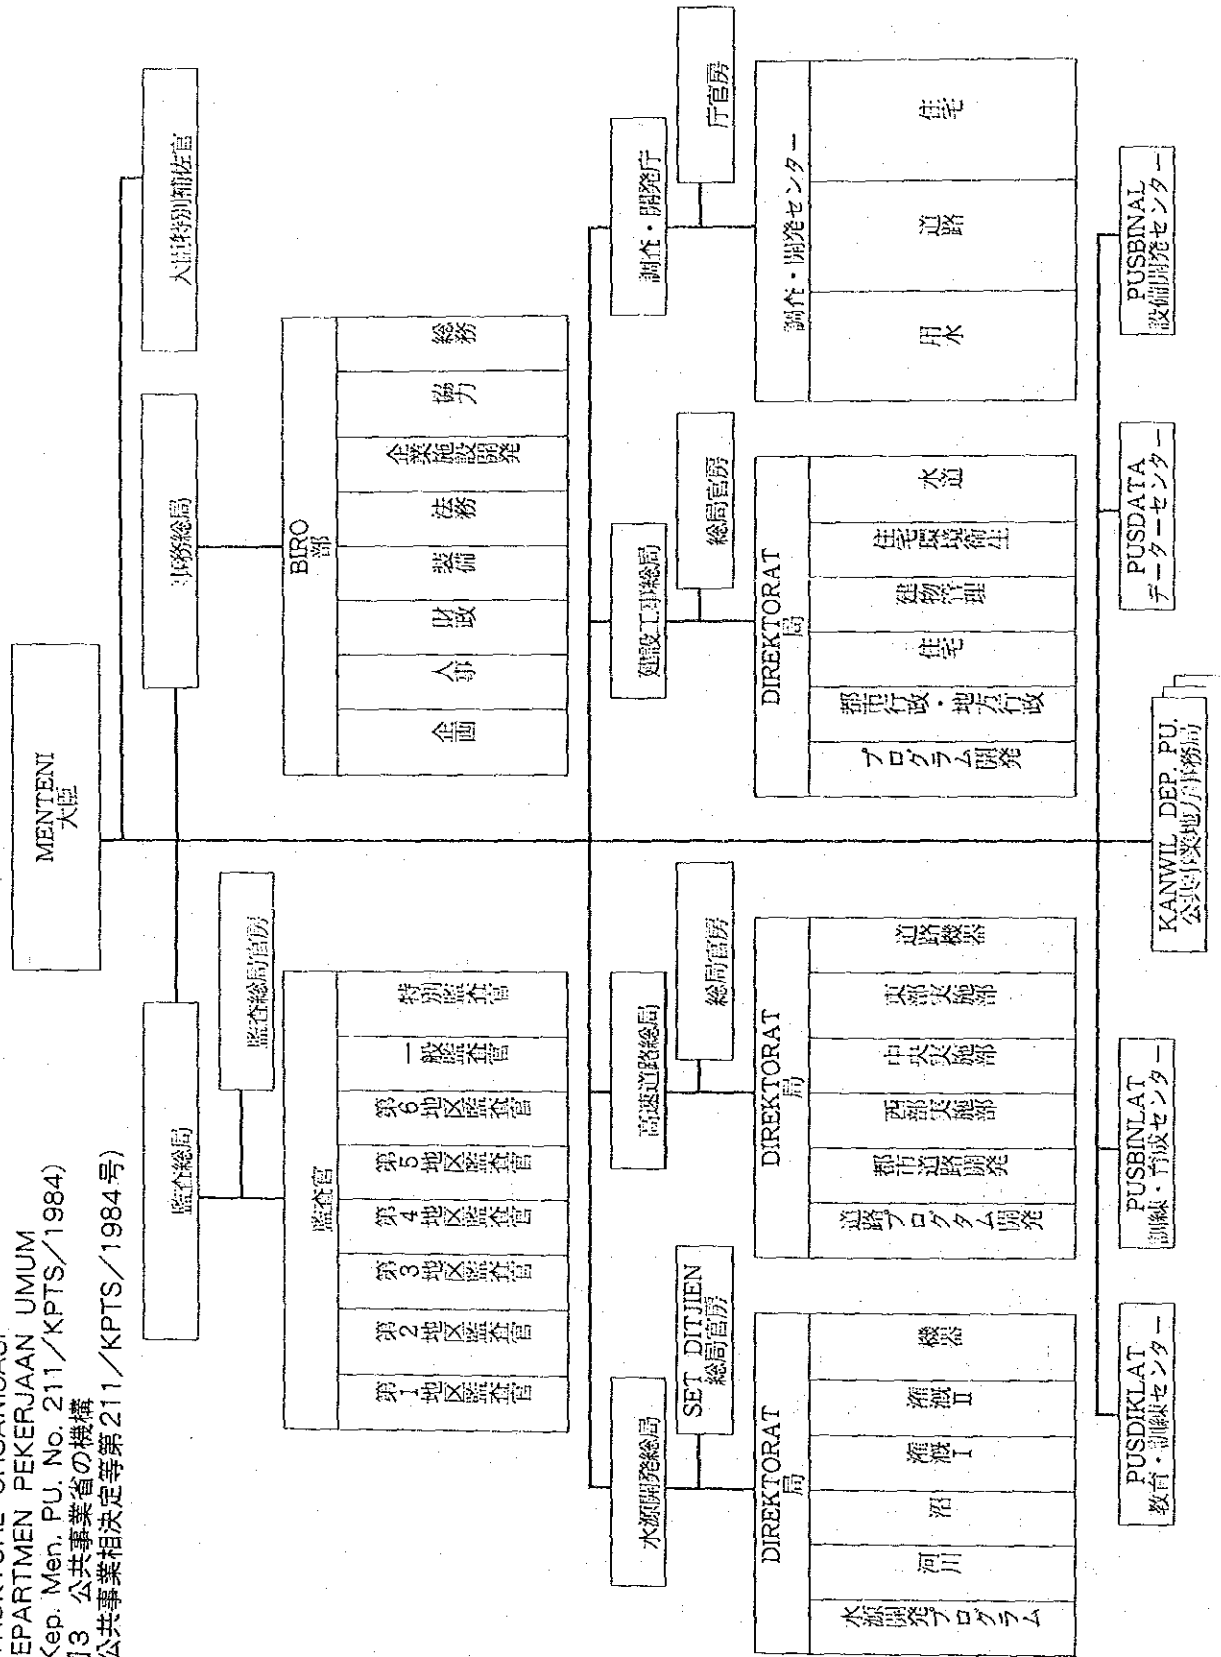 EPARTMEN PEKERJAAN UMUM
Kep. Men. PU. No. 211/KPTS/1984)
3 公共事業省の機構
公共事業相決定等第211/KPTS/1984号)
MENTENI
大臣
大臣特別補佐官
事務総局
監査総局
監査総局官房
監査官
第1地区監査官
第2地区監査官
第3地区監査官
第4地区監査官
第5地区監査官
第6地区監査官
一般監査官
特別監査官
BIRO
部
企画
人事
財政
装備
法務
企業施設開発
協力
総務
水源開発総局
SET DITJIEN
総局官房
DIREKTORAT
局
水源開発プログラム
河川
沼
灌漑I
灌漑II
機器
高速道路総局
総局官房
DIREKTORAT
局
道路プログタム開発
都市道路開発
西部実施部
中央実施部
東部実施部
道路機器
建設工事総局
総局官房
DIREKTORAT
局
プログラム開発
都市行政・地方行政
住宅
建物管理
住宅環境衛生
水道
調査・開発庁
庁官房
調査・開発センター
用水
道路
住宅
PUSDIKLAT
教育・訓練センター
PUSBINLAT
訓練・育成センター
KANWIL DEP. PU.
公共事業地方事務局
PUSDATA
データーセンター
PUSBINAL
設備開発センター